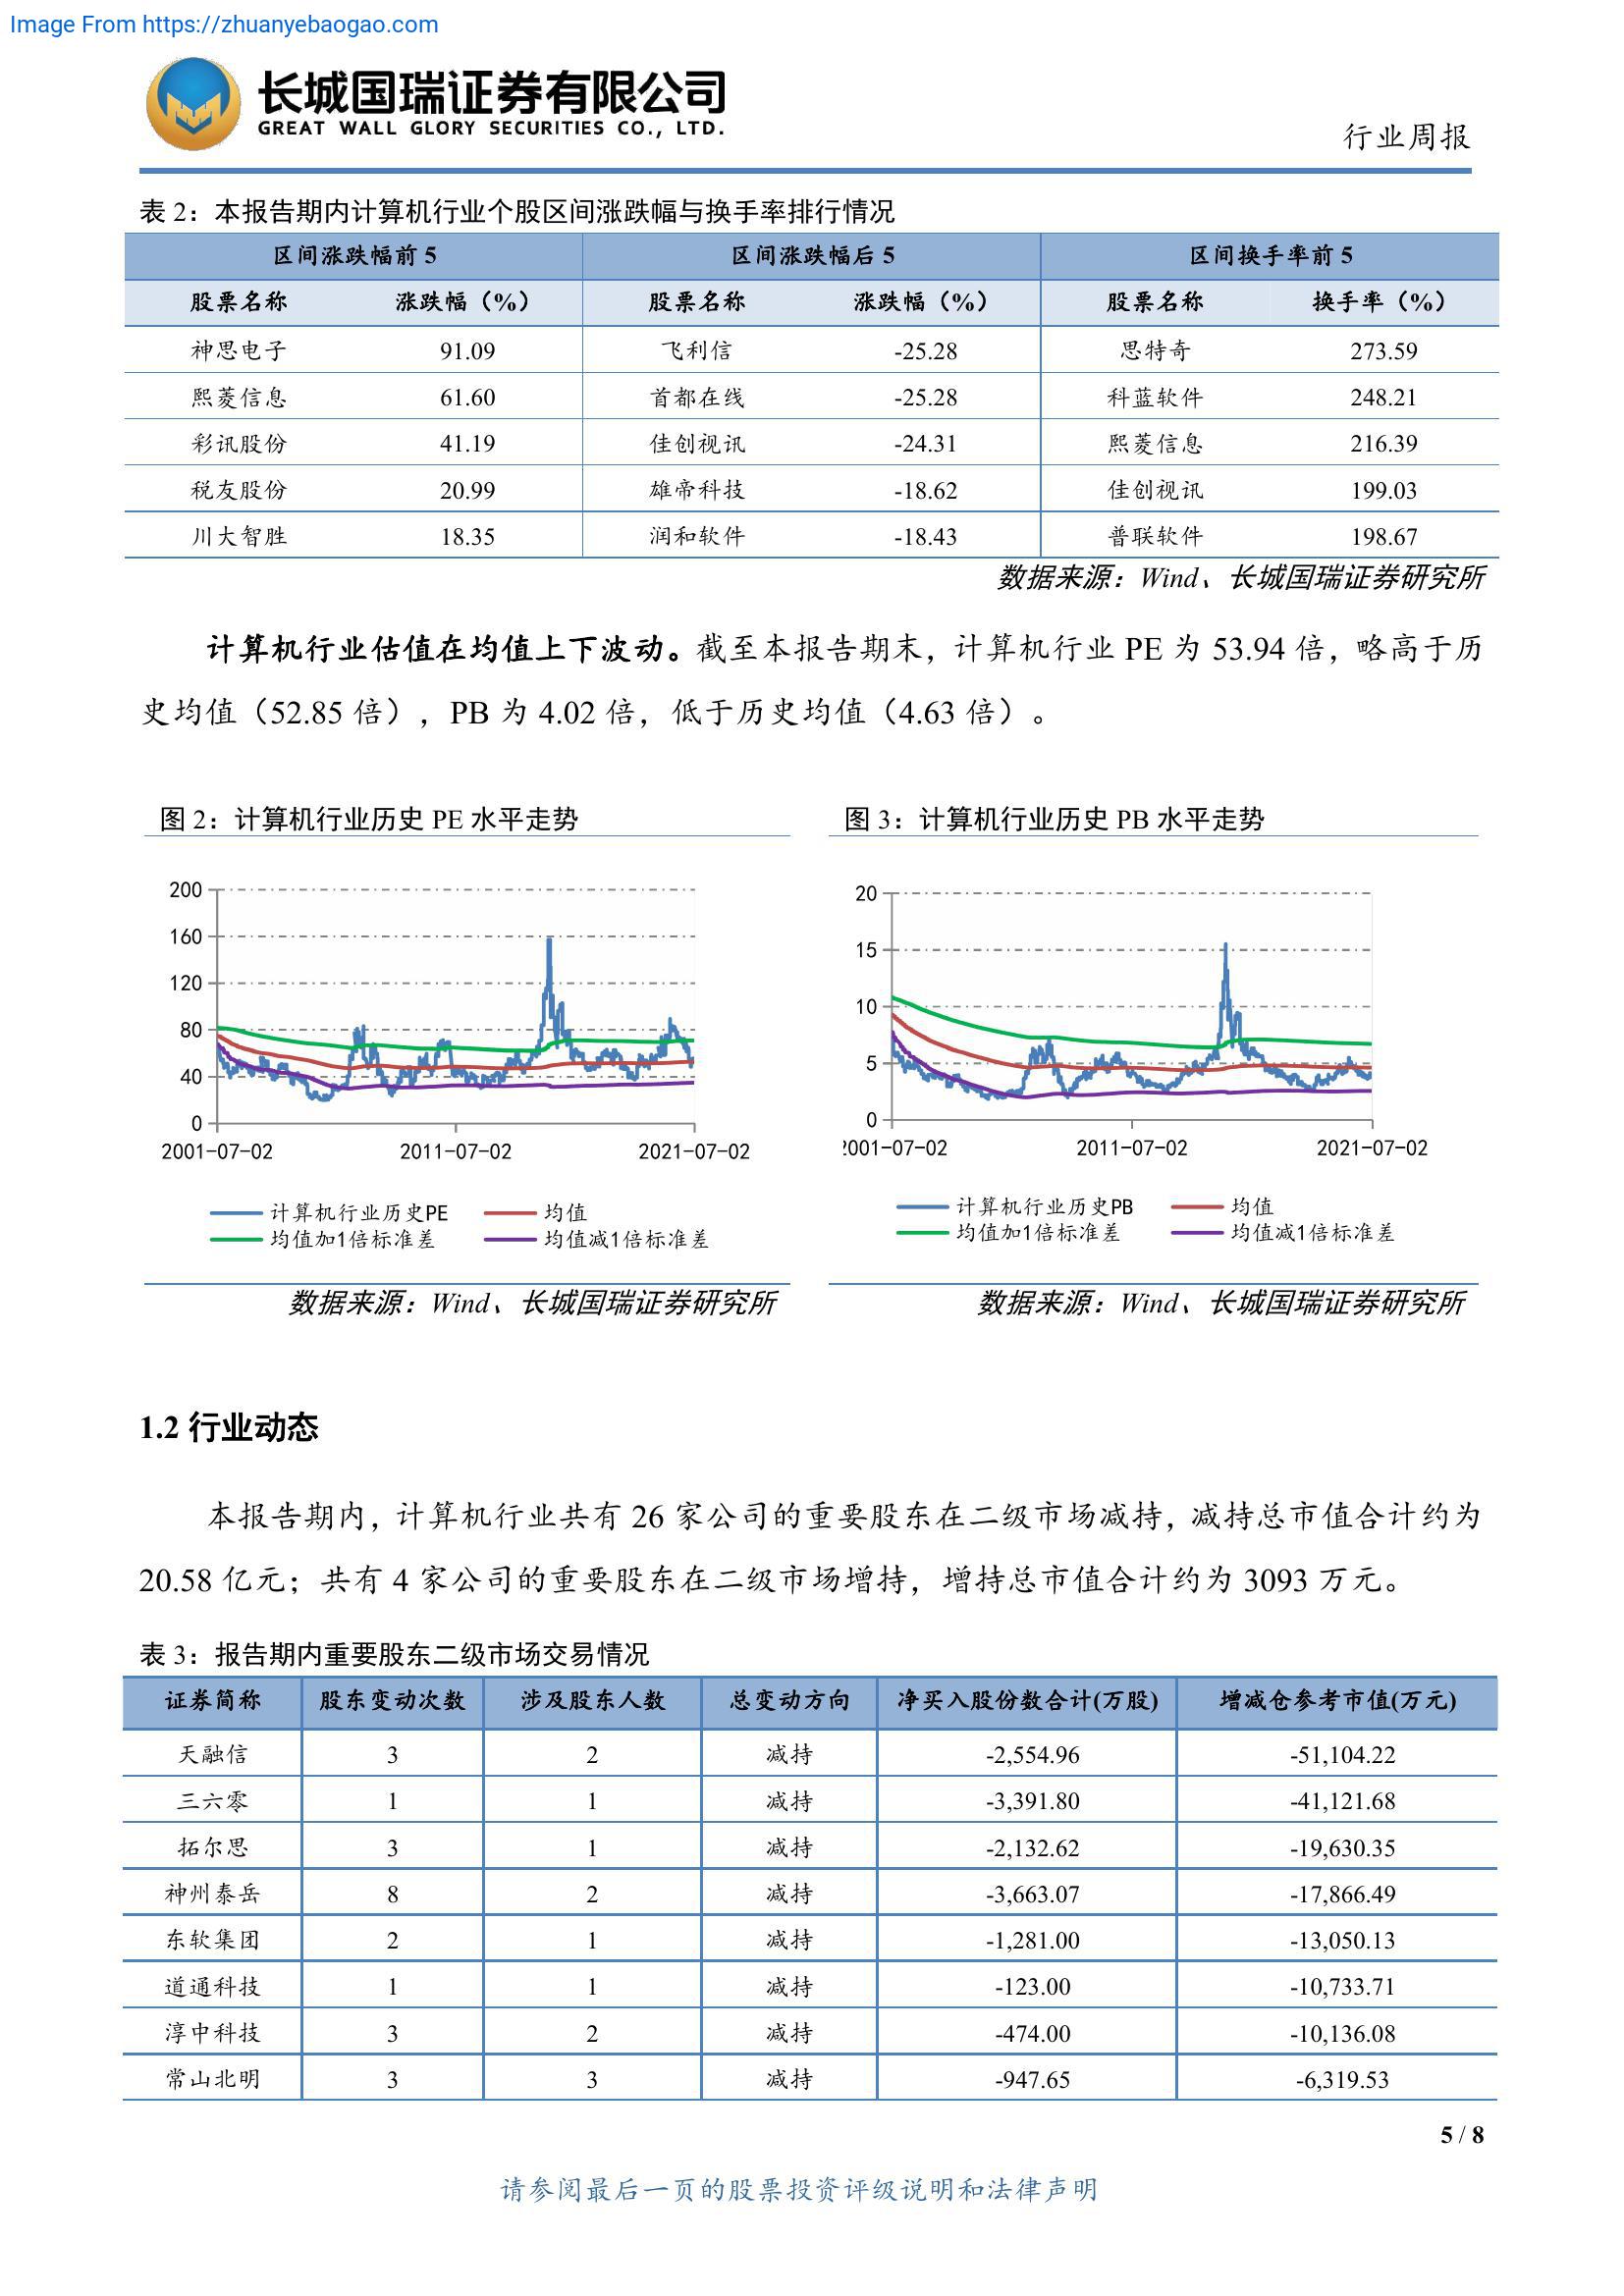 Image From https://zhuanyebaogao.com
长城国瑞证券有限公司
GREAT WALL GLORY SECURITIES CO., LTD.
行业周报
表 2：本报告期内计算机行业个股区间涨跌幅与换手率排行情况
区间涨跌幅前 5 区间涨跌幅后 5 区间换手率前 5
股票名称 涨跌幅（%） 股票名称 涨跌幅（%） 股票名称 换手率（%）
神思电子 91.09 飞利信 -25.28 思特奇 273.59
熙菱信息 61.60 首都在线 -25.28 科蓝软件 248.21
彩讯股份 41.19 佳创视讯 -24.31 熙菱信息 216.39
税友股份 20.99 雄帝科技 -18.62 佳创视讯 199.03
川大智胜 18.35 润和软件 -18.43 普联软件 198.67
数据来源：Wind、长城国瑞证券研究所
计算机行业估值在均值上下波动。截至本报告期末，计算机行业 PE 为 53.94 倍，略高于历
史均值（52.85 倍），PB 为 4.02 倍，低于历史均值（4.63 倍）。
图 2：计算机行业历史 PE 水平走势
200
160
120
80
40
0
2001-07-02 2011-07-02 2021-07-02
计算机行业历史PE 均值
均值加1倍标准差 均值减1倍标准差
数据来源：Wind、长城国瑞证券研究所
图 3：计算机行业历史 PB 水平走势
20
15
10
5
0
2001-07-02 2011-07-02 2021-07-02
计算机行业历史PB 均值
均值加1倍标准差 均值减1倍标准差
数据来源：Wind、长城国瑞证券研究所
1.2 行业动态
本报告期内，计算机行业共有 26 家公司的重要股东在二级市场减持，减持总市值合计约为
20.58 亿元；共有 4 家公司的重要股东在二级市场增持，增持总市值合计约为 3093 万元。
表 3：报告期内重要股东二级市场交易情况
证券简称 股东变动次数 涉及股东人数 总变动方向 净买入股份数合计(万股) 增减仓参考市值(万元)
天融信 3 2 减持 -2,554.96 -51,104.22
三六零 1 1 减持 -3,391.80 -41,121.68
拓尔思 3 1 减持 -2,132.62 -19,630.35
神州泰岳 8 2 减持 -3,663.07 -17,866.49
东软集团 2 1 减持 -1,281.00 -13,050.13
道通科技 1 1 减持 -123.00 -10,733.71
淳中科技 3 2 减持 -474.00 -10,136.08
常山北明 3 3 减持 -947.65 -6,319.53
5 / 8
请参阅最后一页的股票投资评级说明和法律声明